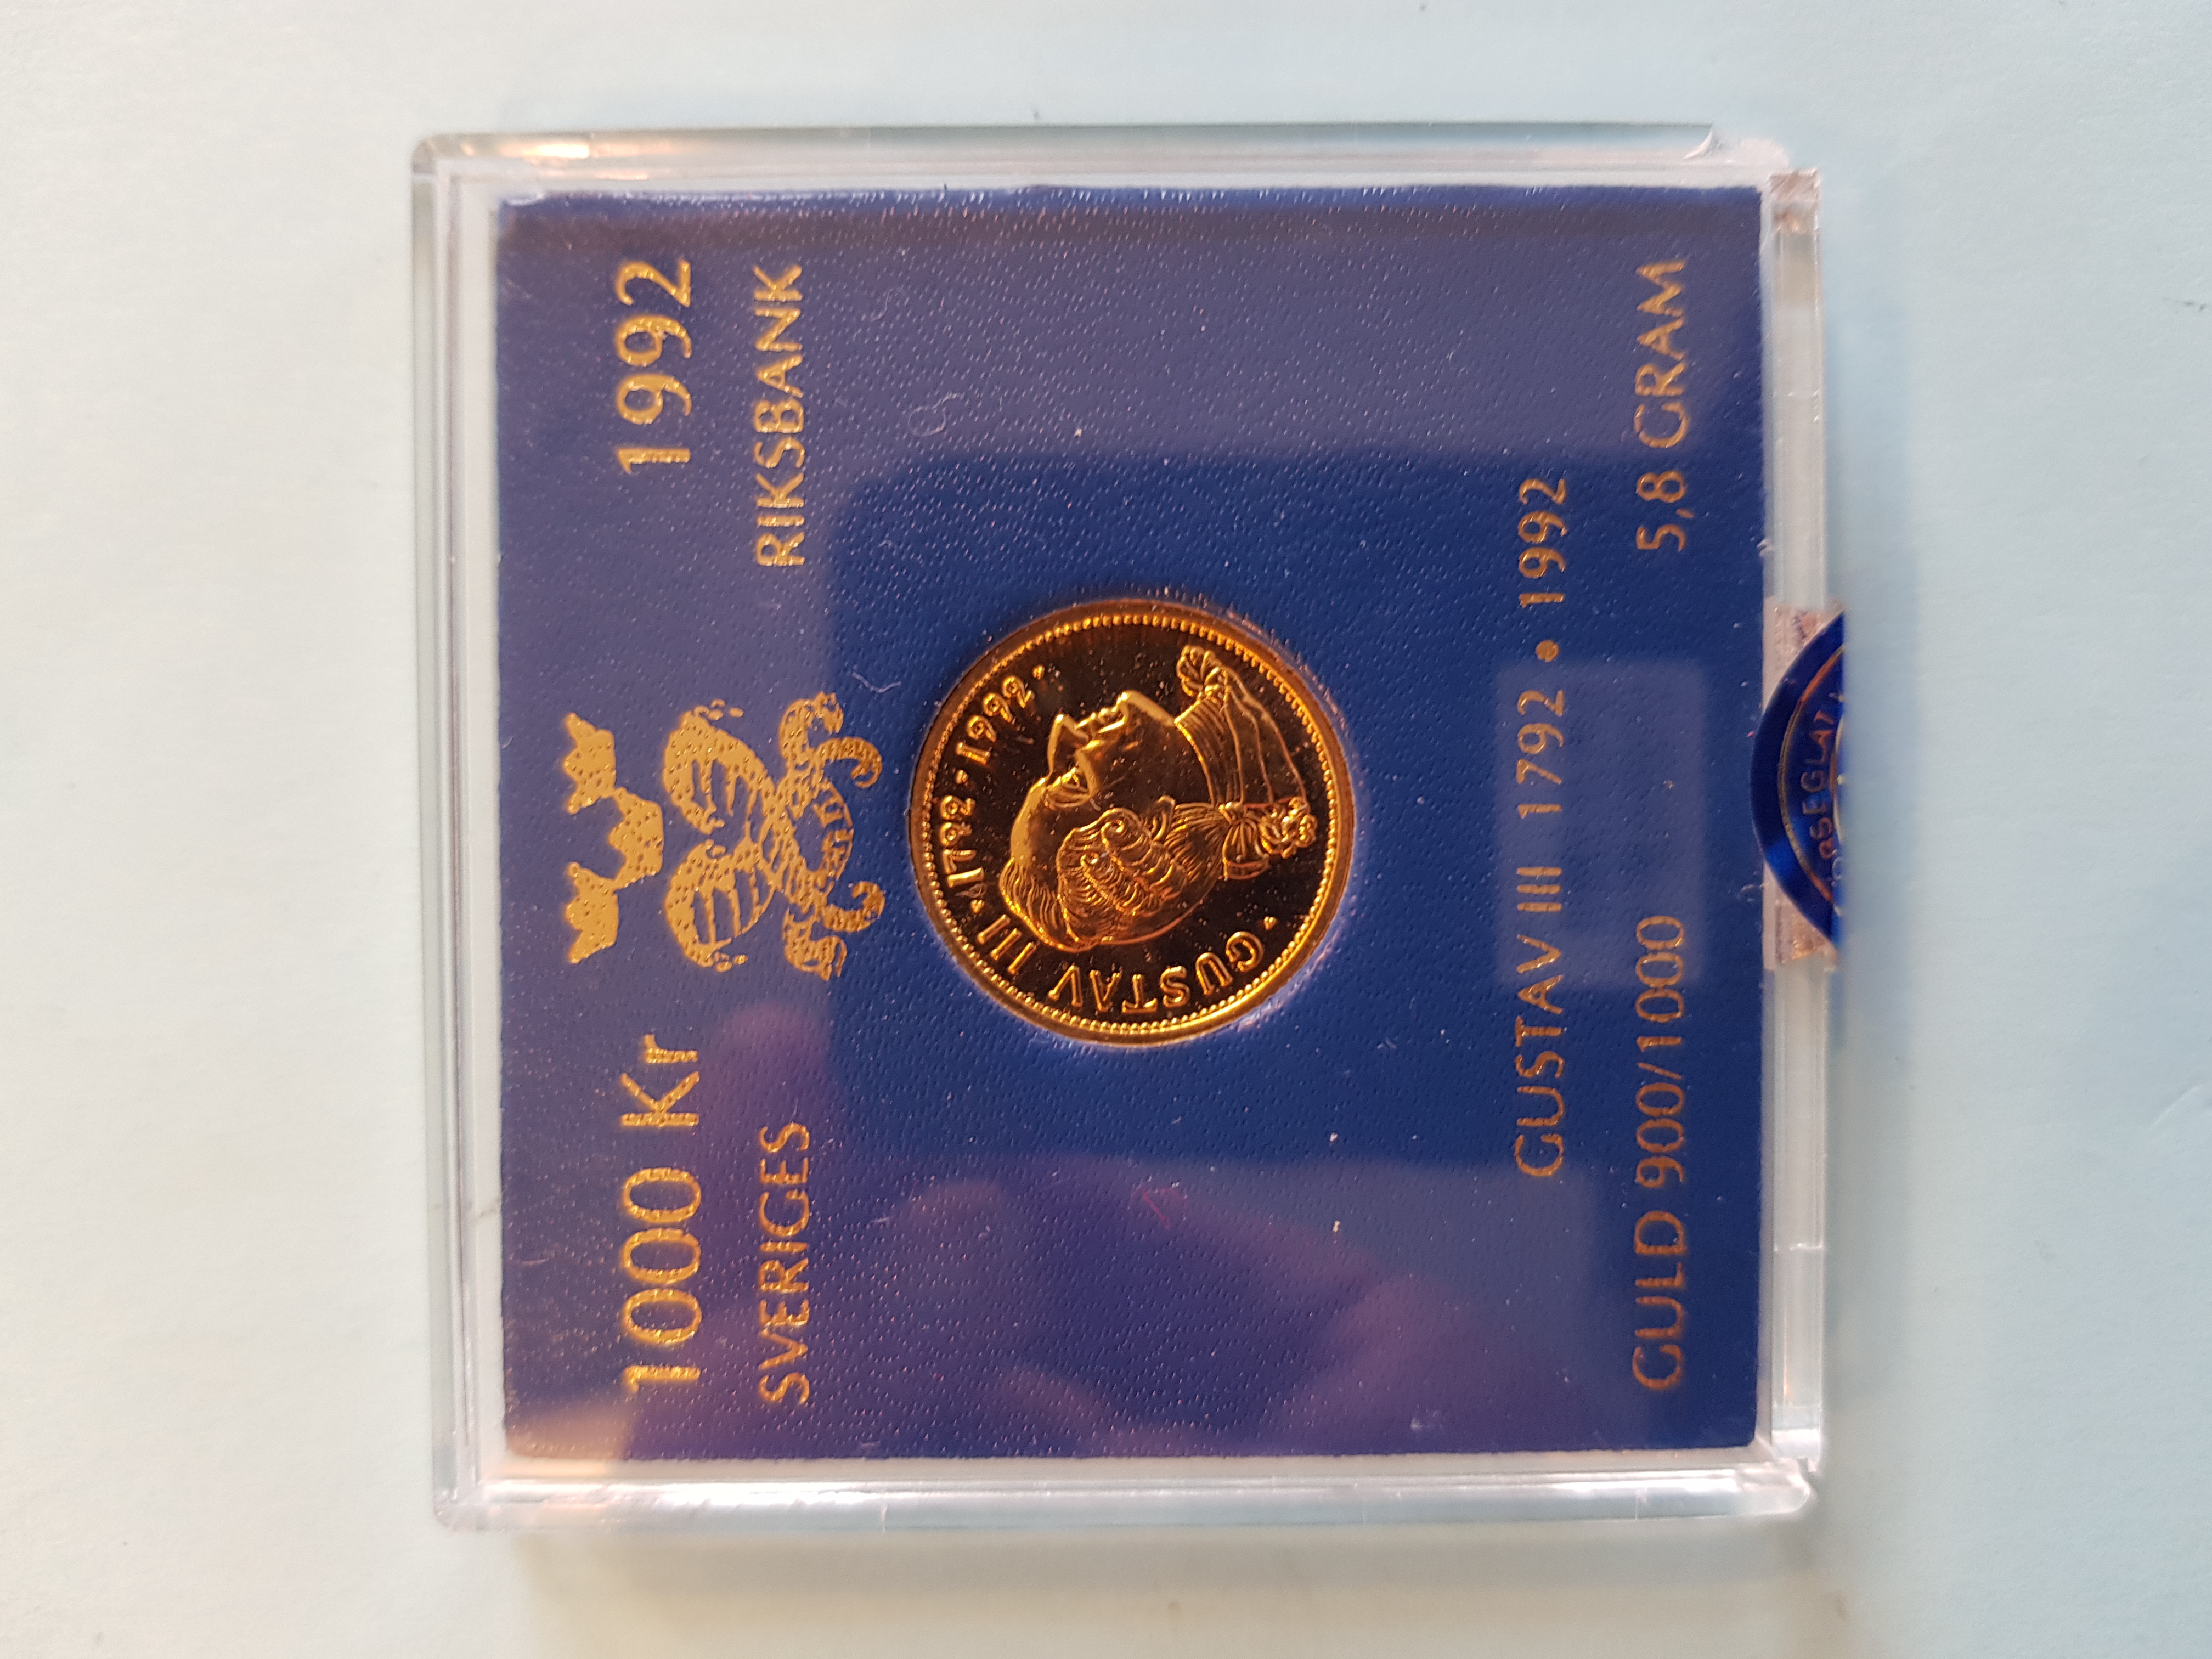 1000 Kr 1992
SVERIGES RIKSBANK
GUSTAV III • 1792 • 1992 •
GUSTAV III 1792 • 1992
GULD 900/1000 5,8 GRAM